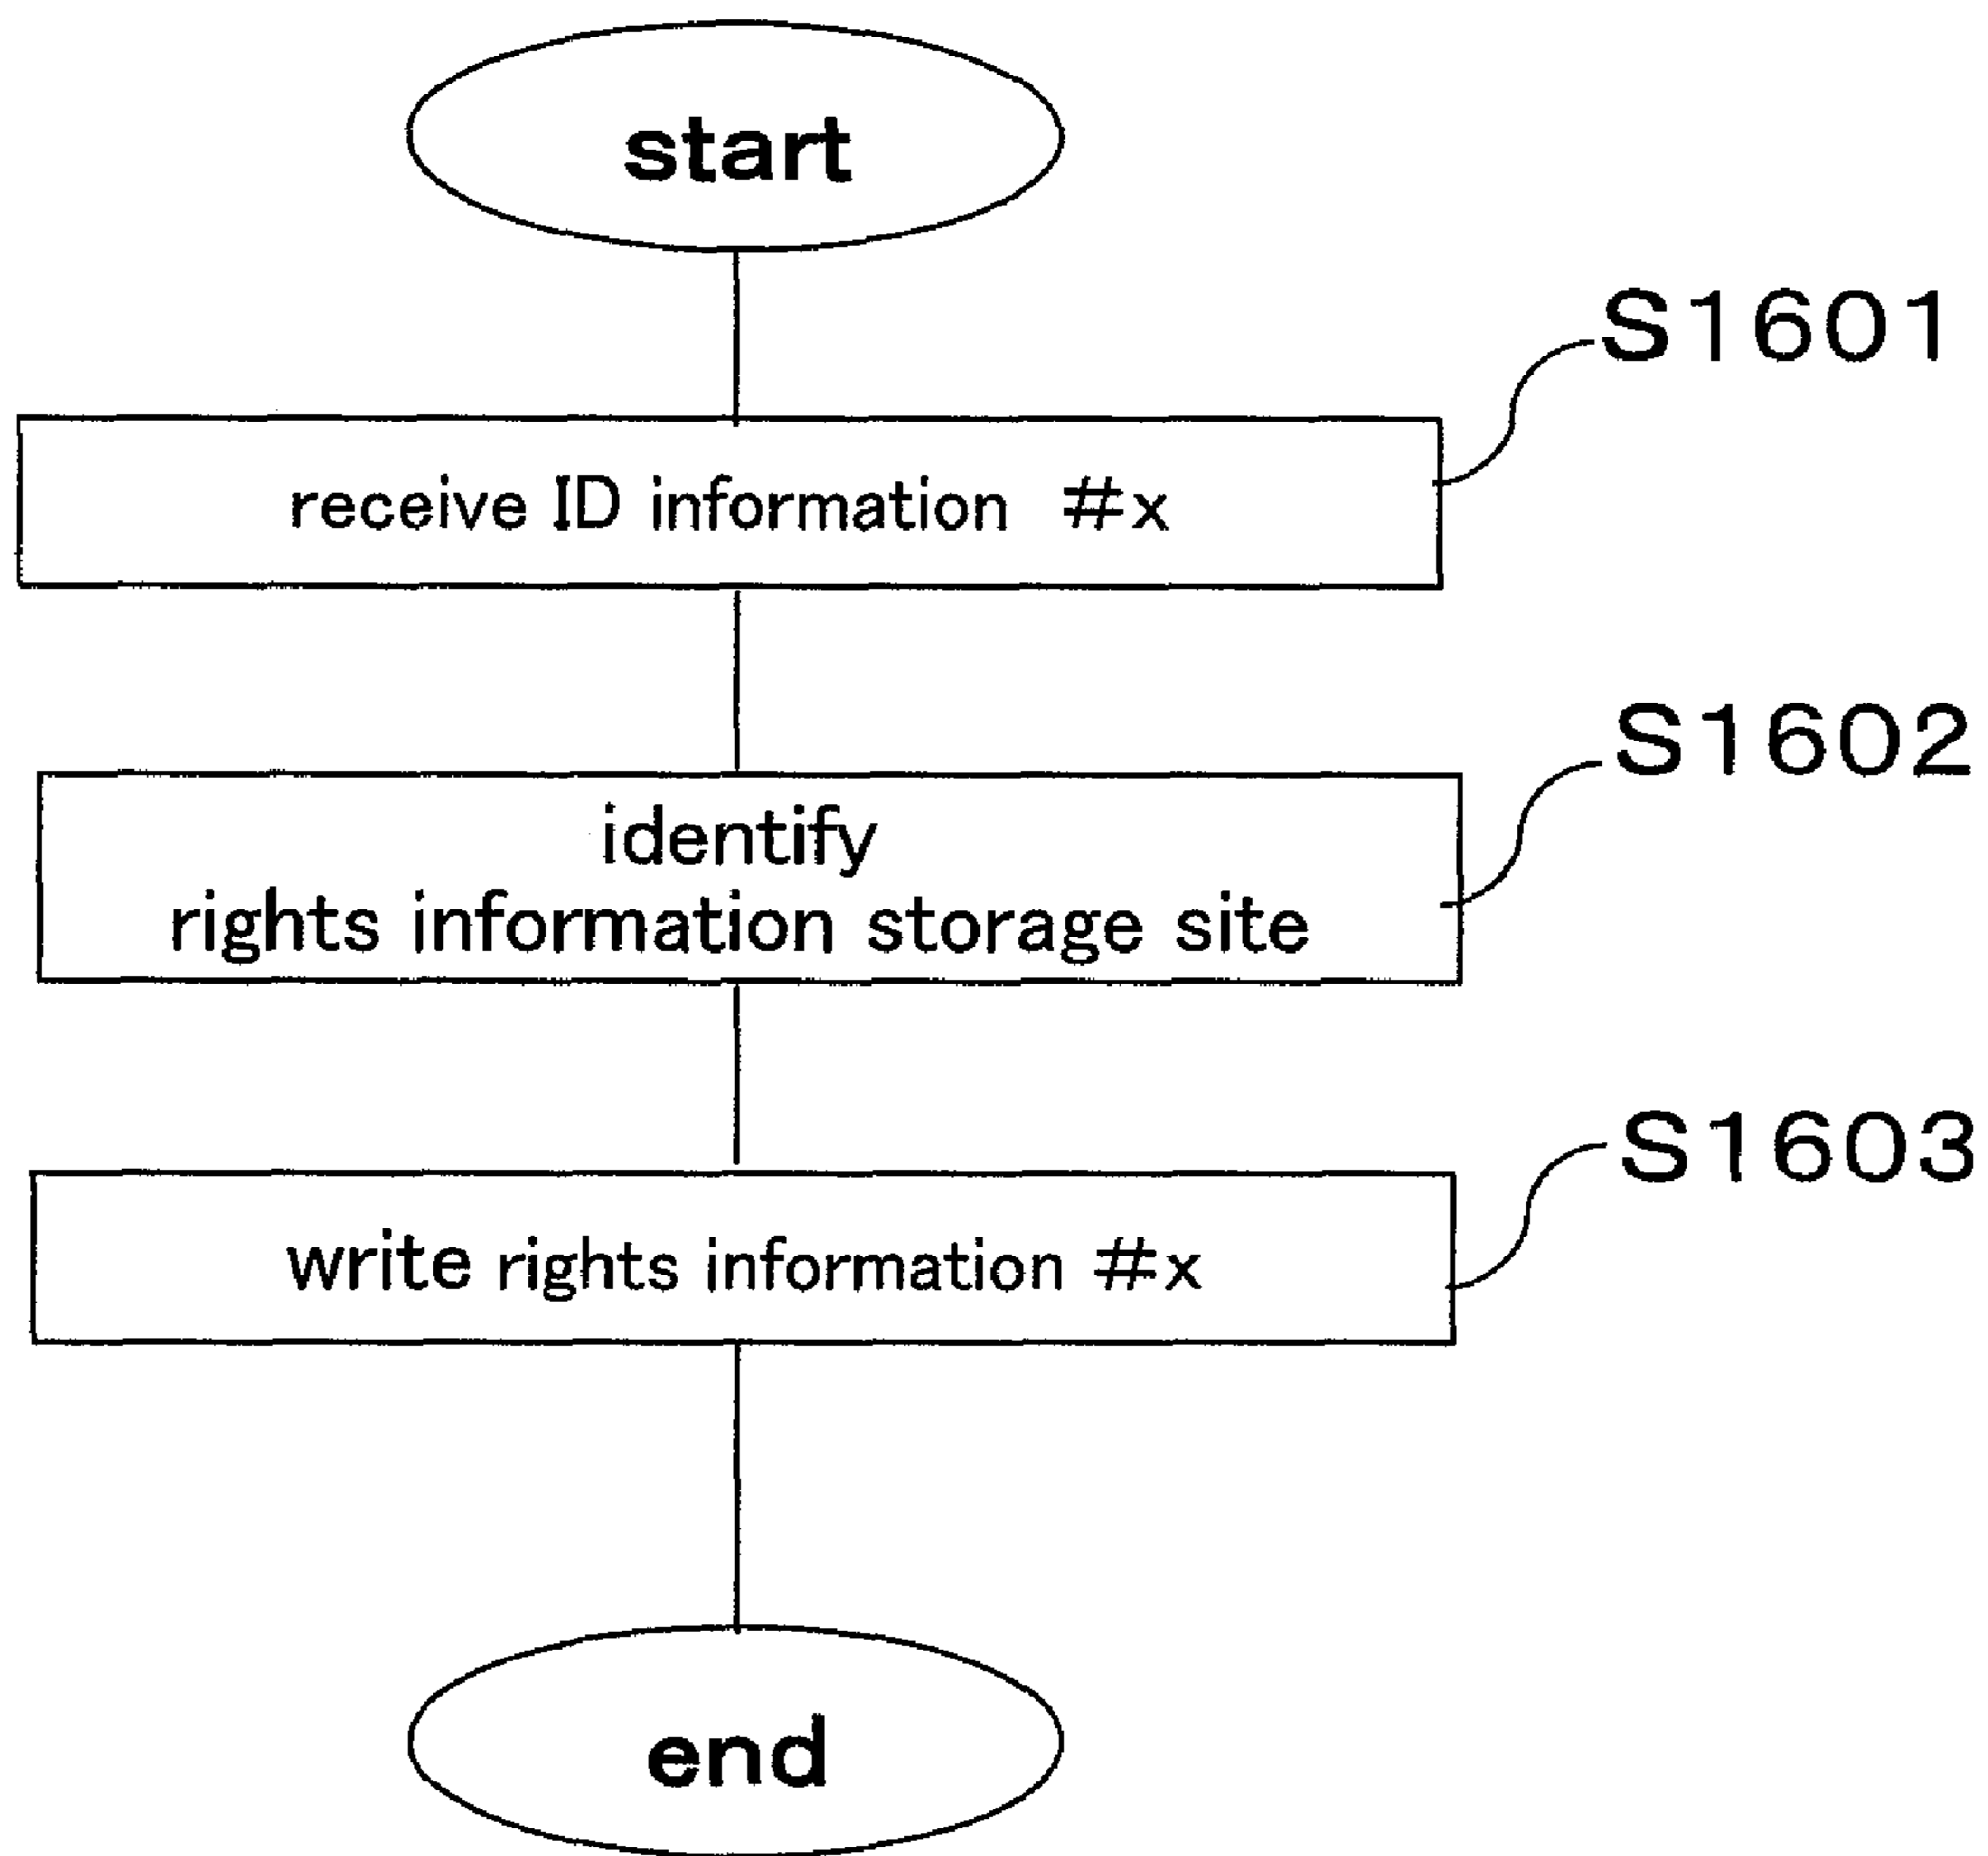 start
S1601
receive ID information #x
S1602
identify
rights information storage site
S1603
write rights information #x
end